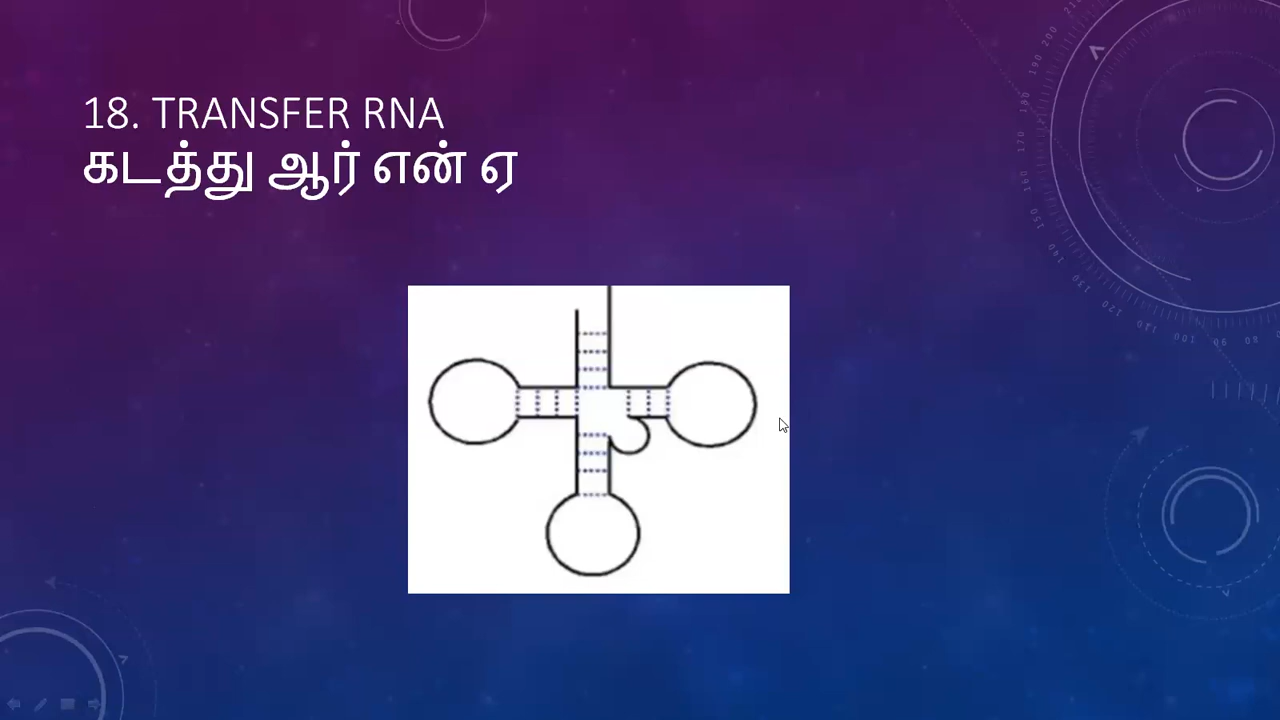 18. TRANSFER RNA
கடத்து ஆர் என் ஏ